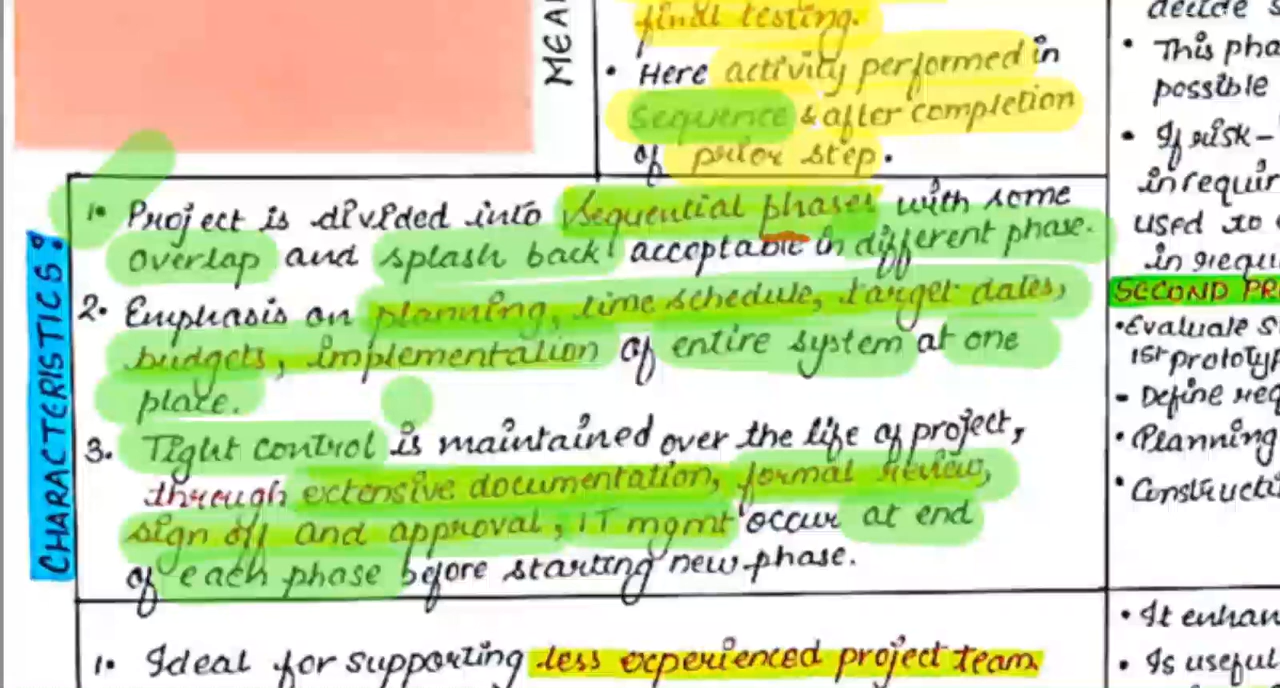 MEA
final testing.
• Here activity performed in
sequence & after completion
of prior step.
CHARACTERISTICS:
1. Project is divided into sequential phases with some
overlap and splash back acceptable in different phase.
2. Emphasis on planning, time schedule, target dates,
budgets, implementation of entire system at one
place.
3. Tight control is maintained over the life of project,
through extensive documentation, formal review,
sign off and approval, IT mgmt occur at end
of each phase before starting new phase.
1. Ideal for supporting less experienced project team
decide s
• This pha
possible
• If risk-
in requir
used to
in requi
SECOND PR
• Evaluate s
1st prototyp
- Define req
• Planning
• Constructi
• It enhan
• Is useful